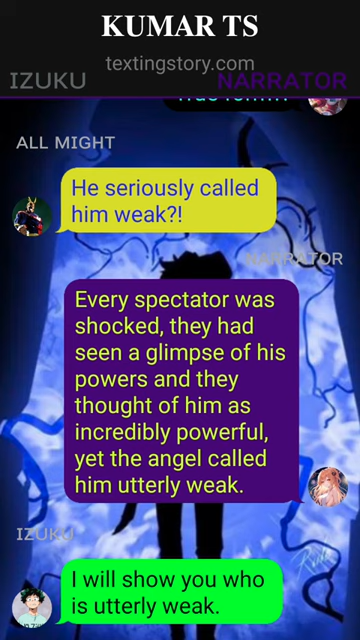 KUMAR TS
textingstory.com
IZUKU
NARRATOR
ALL MIGHT
He seriously called
him weak?!
NARRATOR
Every spectator was
shocked, they had
seen a glimpse of his
powers and they
thought of him as
incredibly powerful,
yet the angel called
him utterly weak.
IZUKU
I will show you who
is utterly weak.